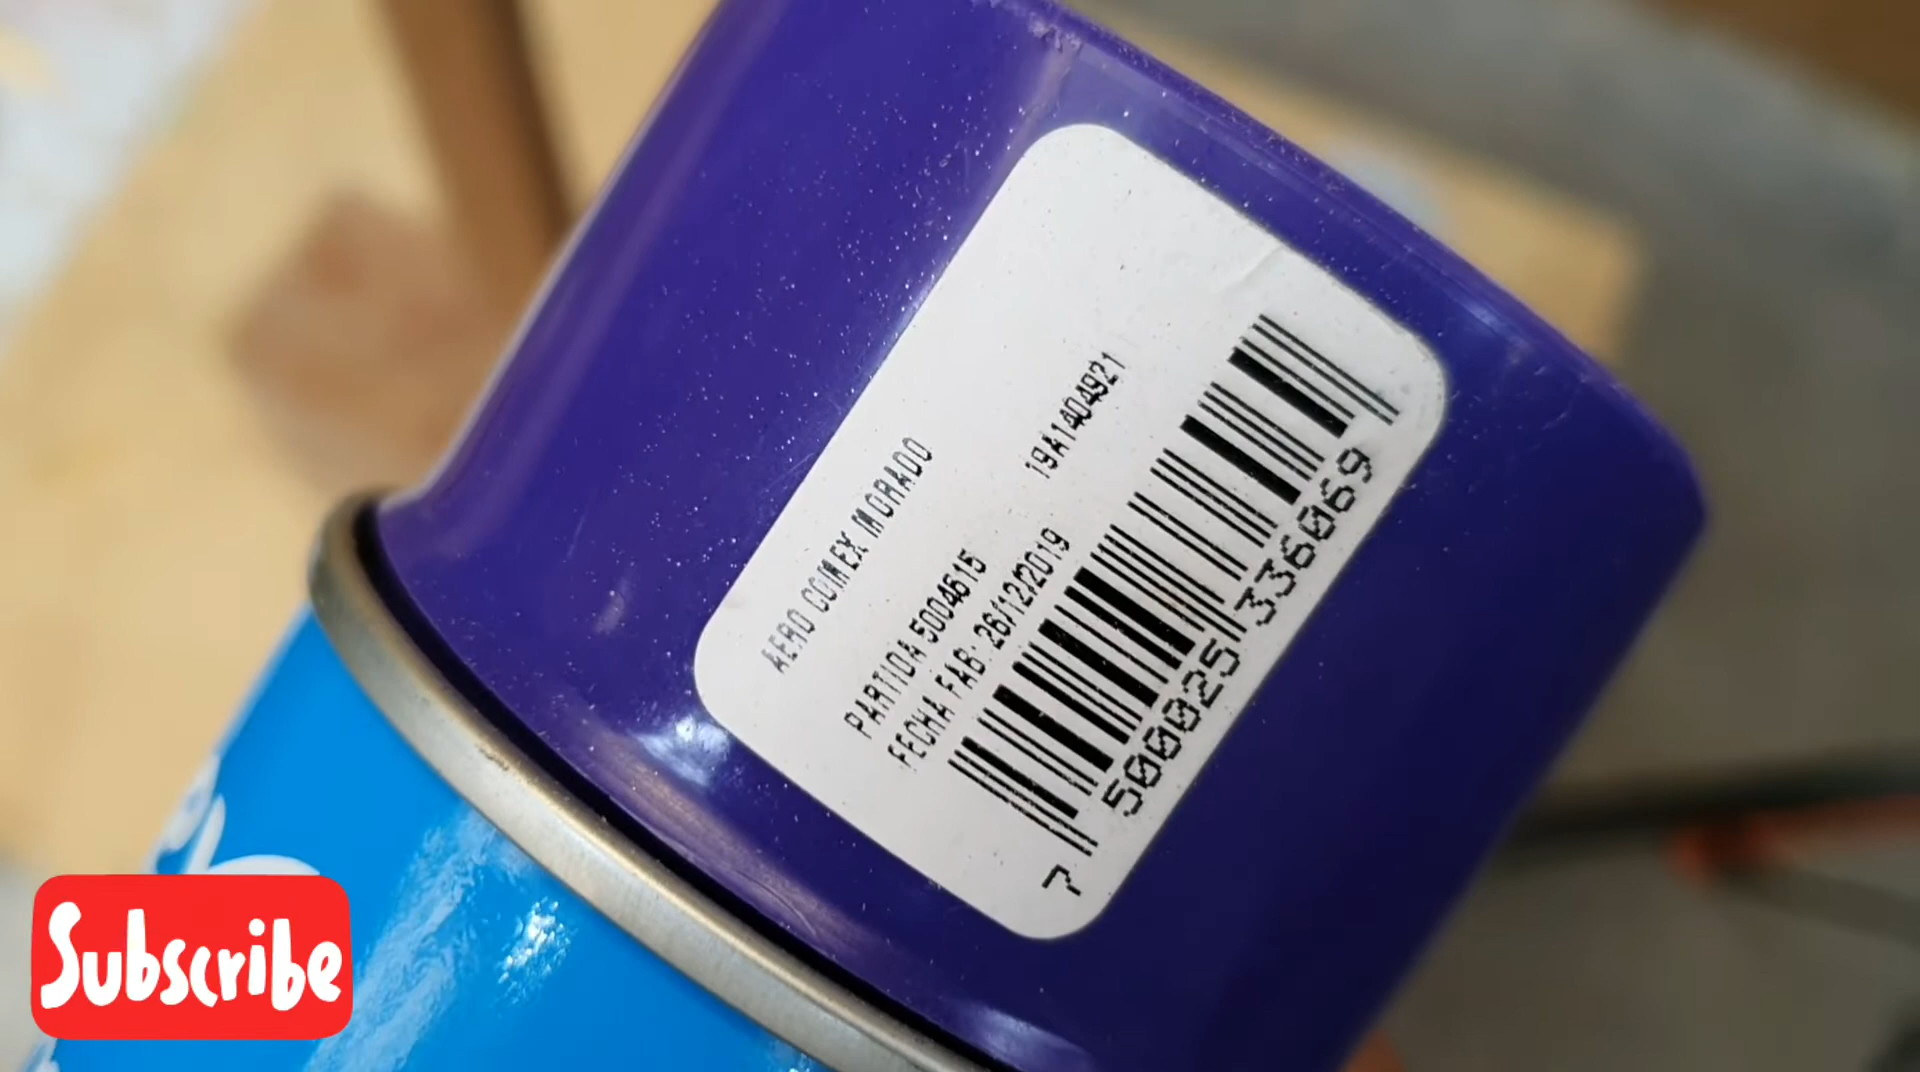 AERO COMEX MORADO
19A1404921
PARTIDA 5004615
FECHA FAB: 26/12/2019
7 500025 336069
Subscribe